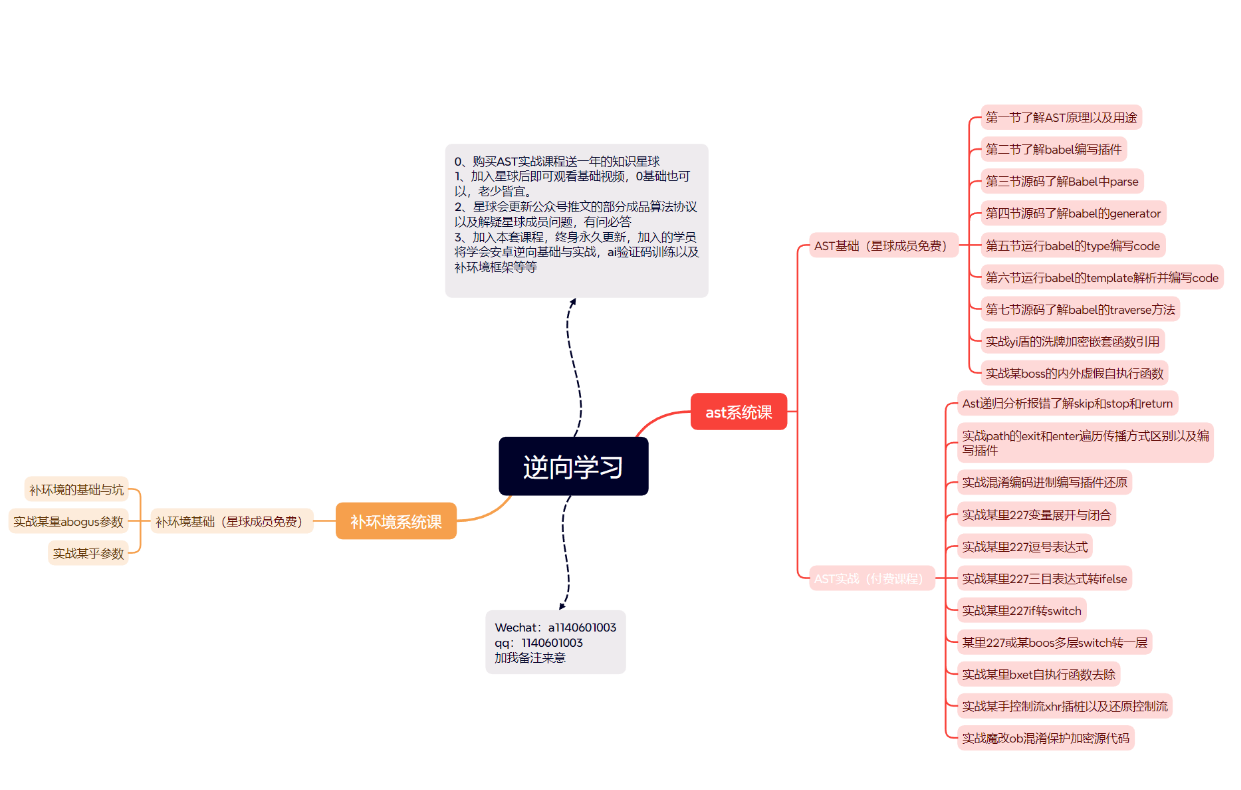 0、购买AST实战课程送一年的知识星球
1、加入星球后即可观看基础视频，0基础也可
以，老少皆宜。
2、星球会更新公众号推文的部分成品算法协议
以及解疑星球成员问题，有问必答
3、加入本套课程，终身永久更新，加入的学员
将学会安卓逆向基础与实战，ai验证码训练以及
补环境框架等等
逆向学习
Wechat：a1140601003
qq：1140601003
加我备注来意
ast系统课
AST基础（星球成员免费）
第一节了解AST原理以及用途
第二节了解babel编写插件
第三节源码了解Babel中parse
第四节源码了解babel的generator
第五节运行babel的type编写code
第六节运行babel的template解析并编写code
第七节源码了解babel的traverse方法
实战yi盾的洗牌加密嵌套函数引用
实战某boss的内外虚假自执行函数
AST实战（付费课程）
Ast递归分析报错了解skip和stop和return
实战path的exit和enter遍历传播方式区别以及编
写插件
实战混淆编码进制编写插件还原
实战某里227变量展开与闭合
实战某里227逗号表达式
实战某里227三目表达式转ifelse
实战某里227if转switch
某里227或某boos多层switch转一层
实战某里bxet自执行函数去除
实战某手控制流xhr插桩以及还原控制流
实战魔改ob混淆保护加密源代码
补环境系统课
补环境基础（星球成员免费）
补环境的基础与坑
实战某量abogus参数
实战某乎参数